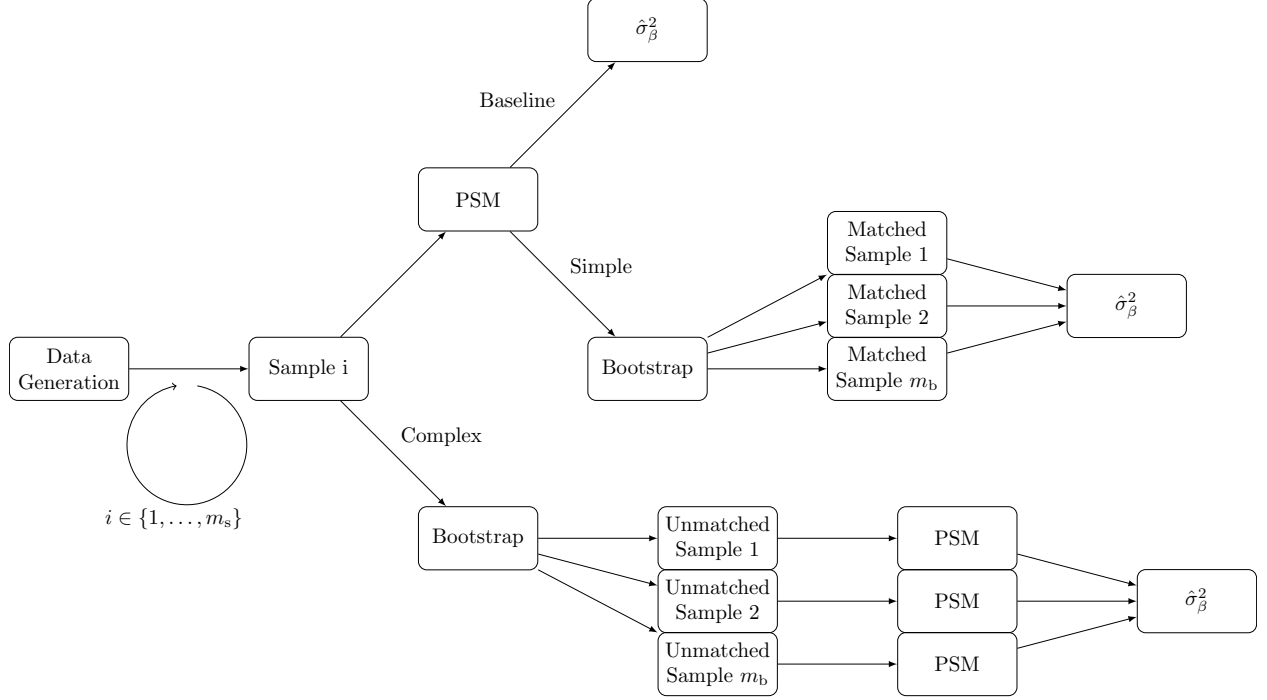 σ̂²_β
Baseline
PSM
Simple
Matched
Sample 1
Matched
Sample 2
σ̂²_β
Data
Generation
Sample i
Bootstrap
Matched
Sample m_b
Complex
i ∈ {1, . . . , m_s}
Bootstrap
Unmatched
Sample 1
PSM
Unmatched
Sample 2
PSM
σ̂²_β
Unmatched
Sample m_b
PSM